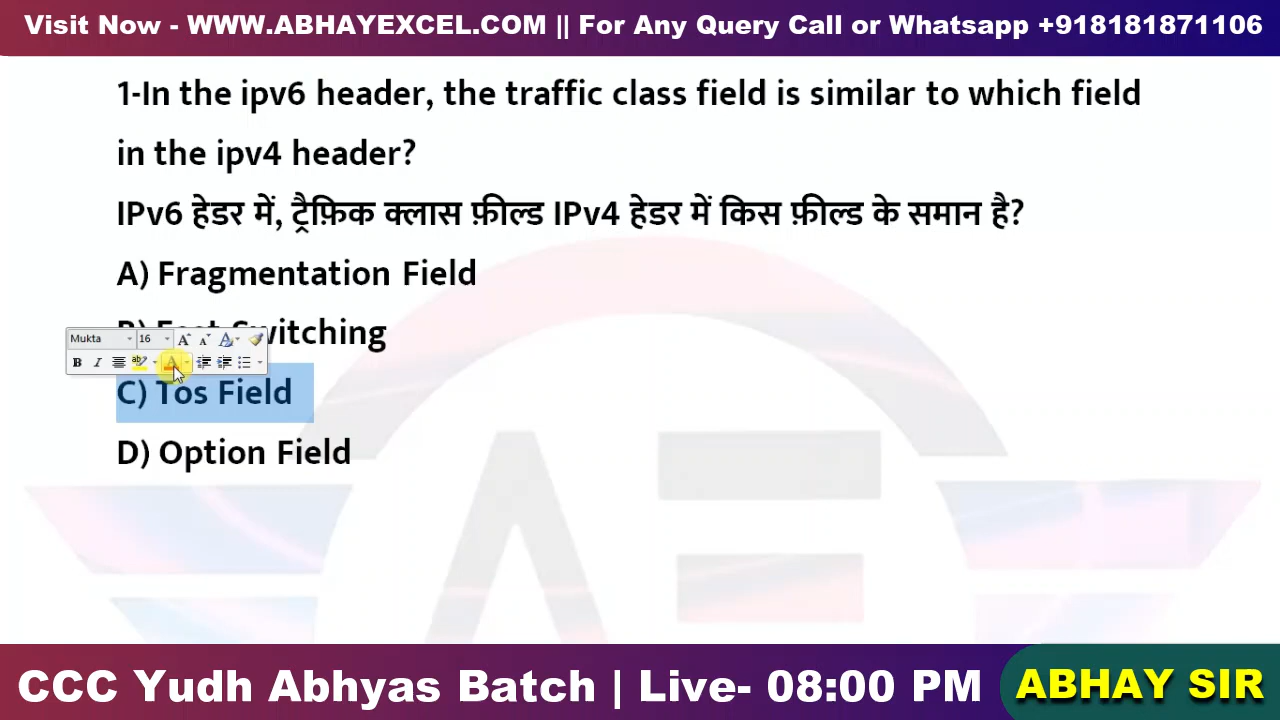 Visit Now - WWW.ABHAYEXCEL.COM || For Any Query Call or Whatsapp +918181871106
1-In the ipv6 header, the traffic class field is similar to which field
in the ipv4 header?
IPv6 हेडर में, ट्रैफ़िक क्लास फ़ील्ड IPv4 हेडर में किस फ़ील्ड के समान है?
A) Fragmentation Field
Switching
Mukta 16
C) Tos Field
D) Option Field
CCC Yudh Abhyas Batch | Live- 08:00 PM
ABHAY SIR